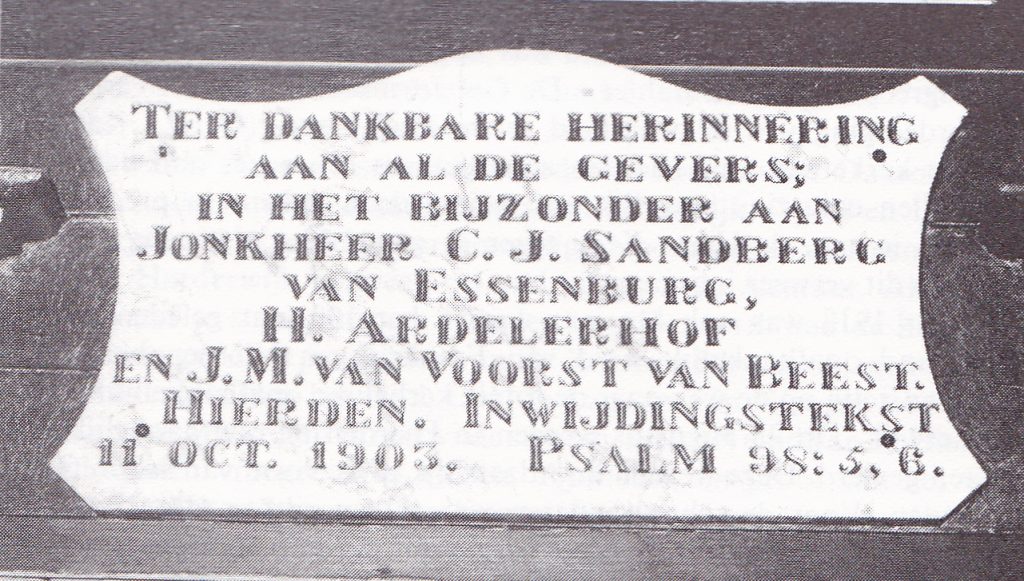 TER DANKBARE HERINNERING
AAN AL DE GEVERS;
IN HET BIJZONDER AAN
JONKHEER C. J. SANDBERG
VAN ESSENBURG,
H. ARDELERHOF
EN J. M. VAN VOORST VAN BEEST.
HIERDEN. INWIJDINGSTEKST
11 OCT. 1903. PSALM 98: 5, 6.